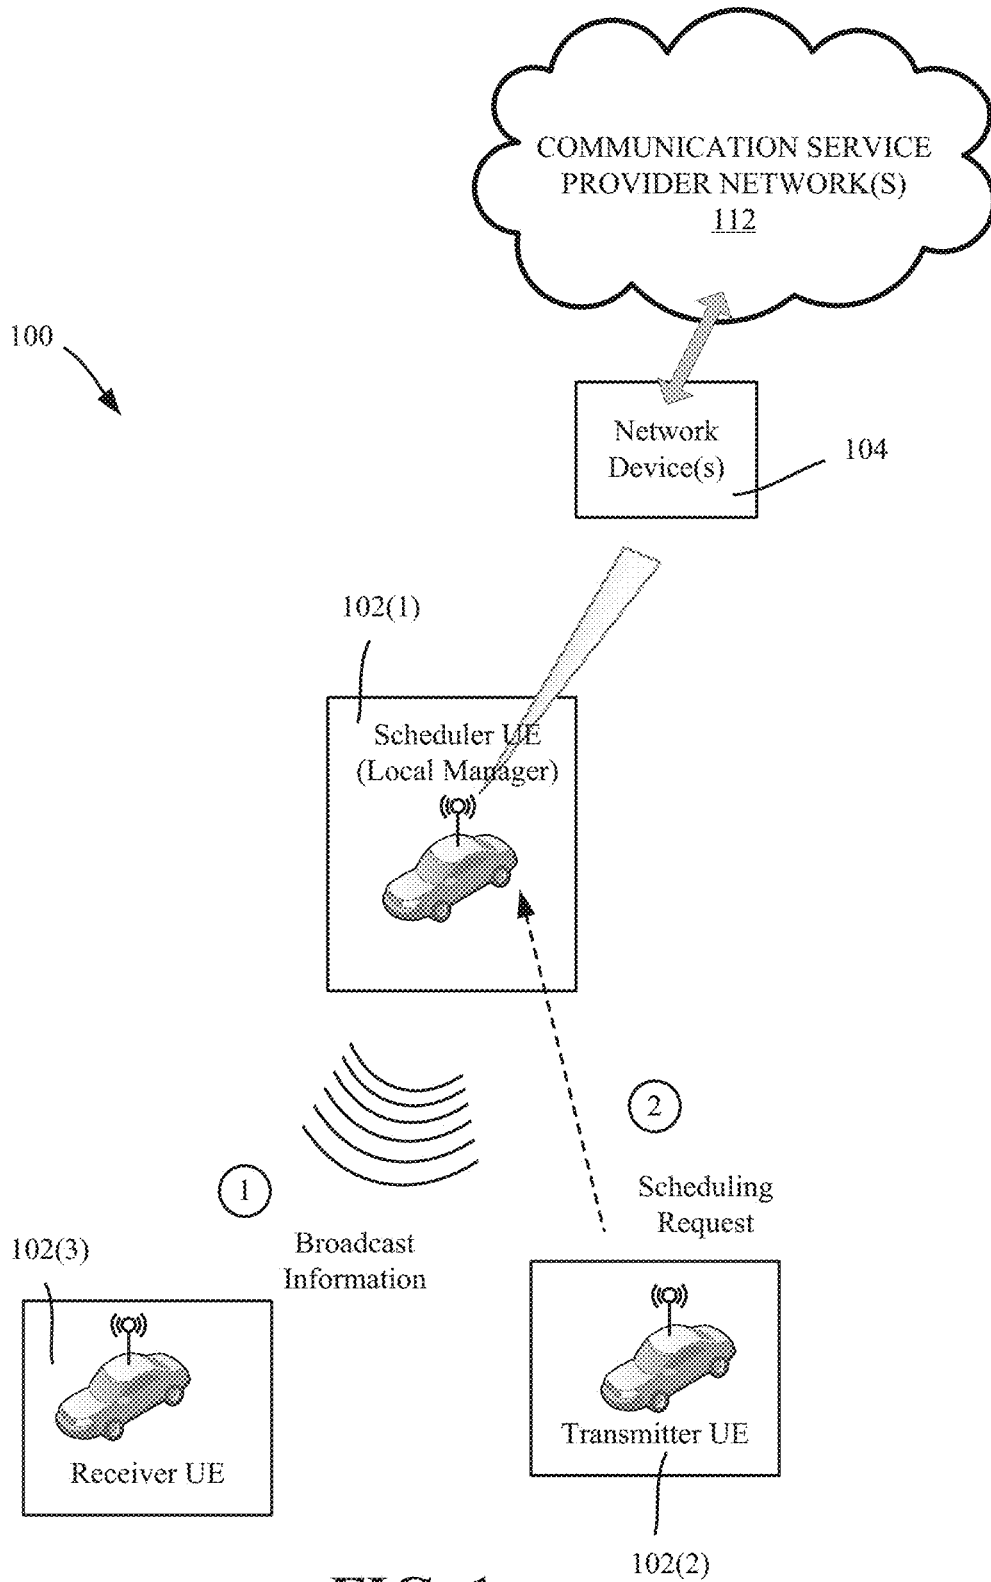 COMMUNICATION SERVICE
PROVIDER NETWORK(S)
112
100
Network
Device(s)
104
102(1)
Scheduler UE
(Local Manager)
2
1
Scheduling
Request
Broadcast
Information
102(3)
Receiver UE
Transmitter UE
102(2)